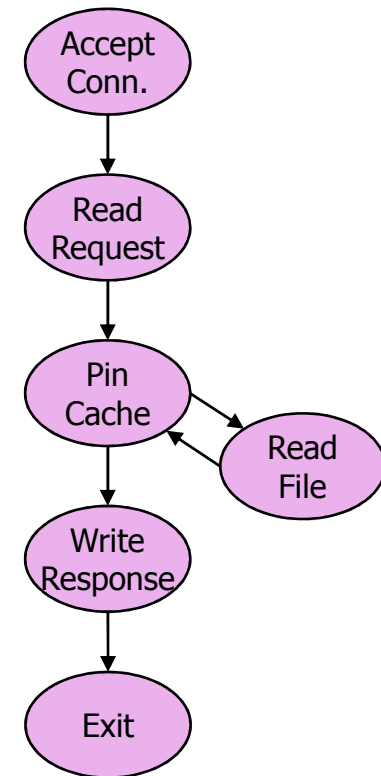 Accept
Conn.
Read
Request
Pin
Cache
Read
File
Write
Response
Exit